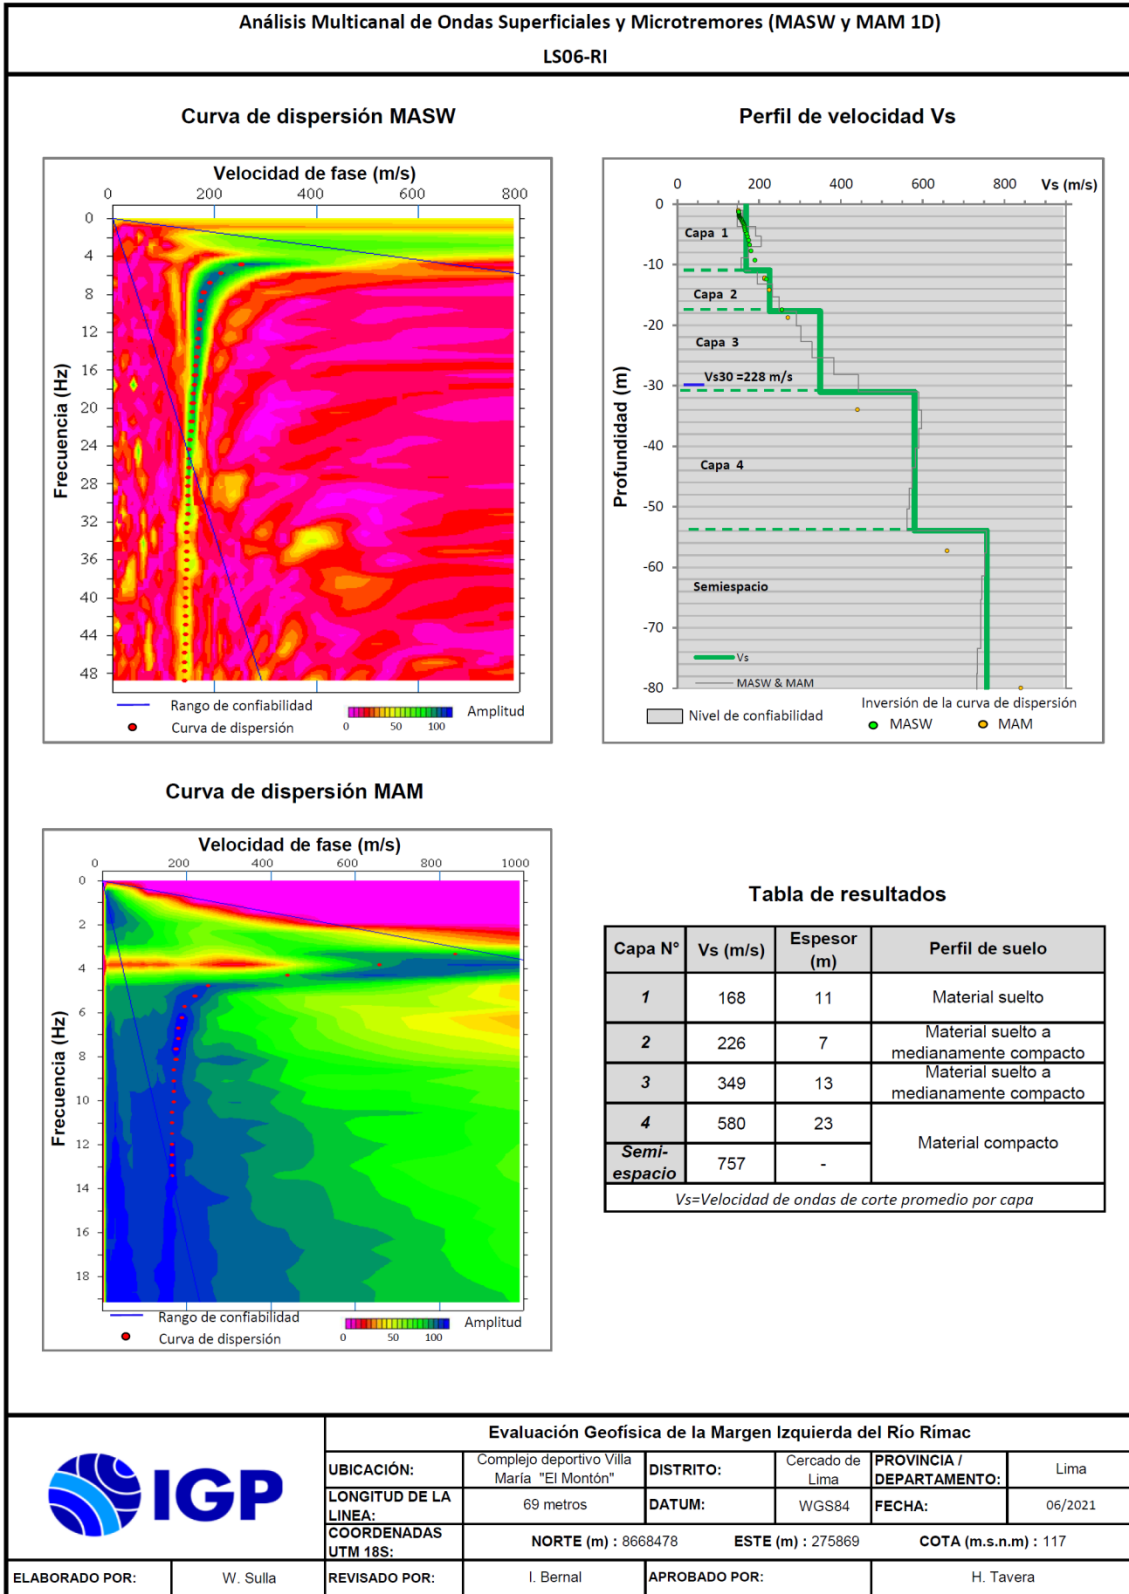 Análisis Multicanal de Ondas Superficiales y Microtremores (MASW y MAM 1D)
LS06-RI
Curva de dispersión MASW
Velocidad de fase (m/s)
0 200 400 600 800
Frecuencia (Hz)
0
4
8
12
16
20
24
28
32
36
40
44
48
Rango de confiabilidad
Curva de dispersión
Amplitud
0 50 100
Perfil de velocidad Vs
0 200 400 600 800 Vs (m/s)
Profundidad (m)
0
-10
-20
-30
-40
-50
-60
-70
-80
Capa 1
Capa 2
Capa 3
Vs30 =228 m/s
Capa 4
Semiespacio
Vs
MASW & MAM
Nivel de confiabilidad
Inversión de la curva de dispersión
MASW MAM
Curva de dispersión MAM
Velocidad de fase (m/s)
0 200 400 600 800 1000
Frecuencia (Hz)
0
2
4
6
8
10
12
14
16
18
Rango de confiabilidad
Curva de dispersión
Amplitud
0 50 100
Tabla de resultados
Capa N° Vs (m/s) Espesor (m) Perfil de suelo
1 168 11 Material suelto
2 226 7 Material suelto a medianamente compacto
3 349 13 Material suelto a medianamente compacto
4 580 23 Material compacto
Semi-espacio 757 -
Vs=Velocidad de ondas de corte promedio por capa
IGP
Evaluación Geofísica de la Margen Izquierda del Río Rímac
UBICACIÓN: Complejo deportivo Villa María "El Montón" DISTRITO: Cercado de Lima PROVINCIA / DEPARTAMENTO: Lima
LONGITUD DE LA LINEA: 69 metros DATUM: WGS84 FECHA: 06/2021
COORDENADAS UTM 18S: NORTE (m) : 8668478 ESTE (m) : 275869 COTA (m.s.n.m) : 117
ELABORADO POR: W. Sulla REVISADO POR: I. Bernal APROBADO POR: H. Tavera